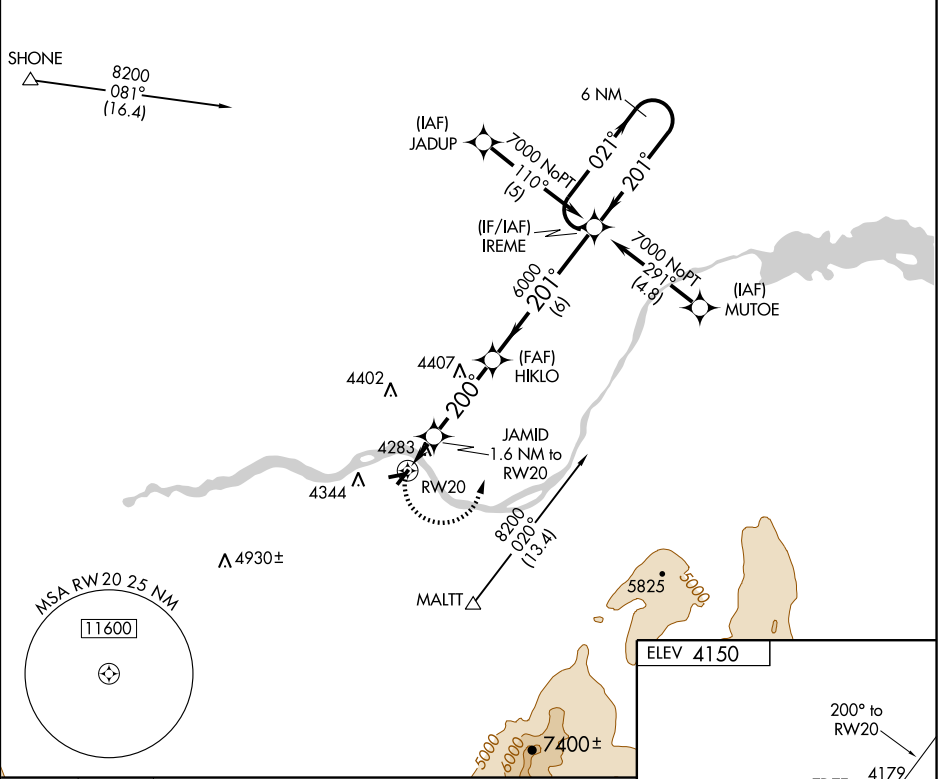 SHONE
8200
081°
(16.4)
6 NM
(IAF)
JADUP
7000 NoPT
110°
(5)
021°
201°
(IF/IAF)
IREME
7000 NoPT
291°
(4.8)
(IAF)
MUTOE
6000
201°
(6)
(FAF)
HIKLO
4407
4402
200°
JAMID
1.6 NM to
RW20
4283
RW20
4344
8200
020°
(13.4)
4930±
MALTT
MSA RW20 25 NM
11600
5825
5000
ELEV 4150
200° to
RW20
4179
5000
6000
7400±